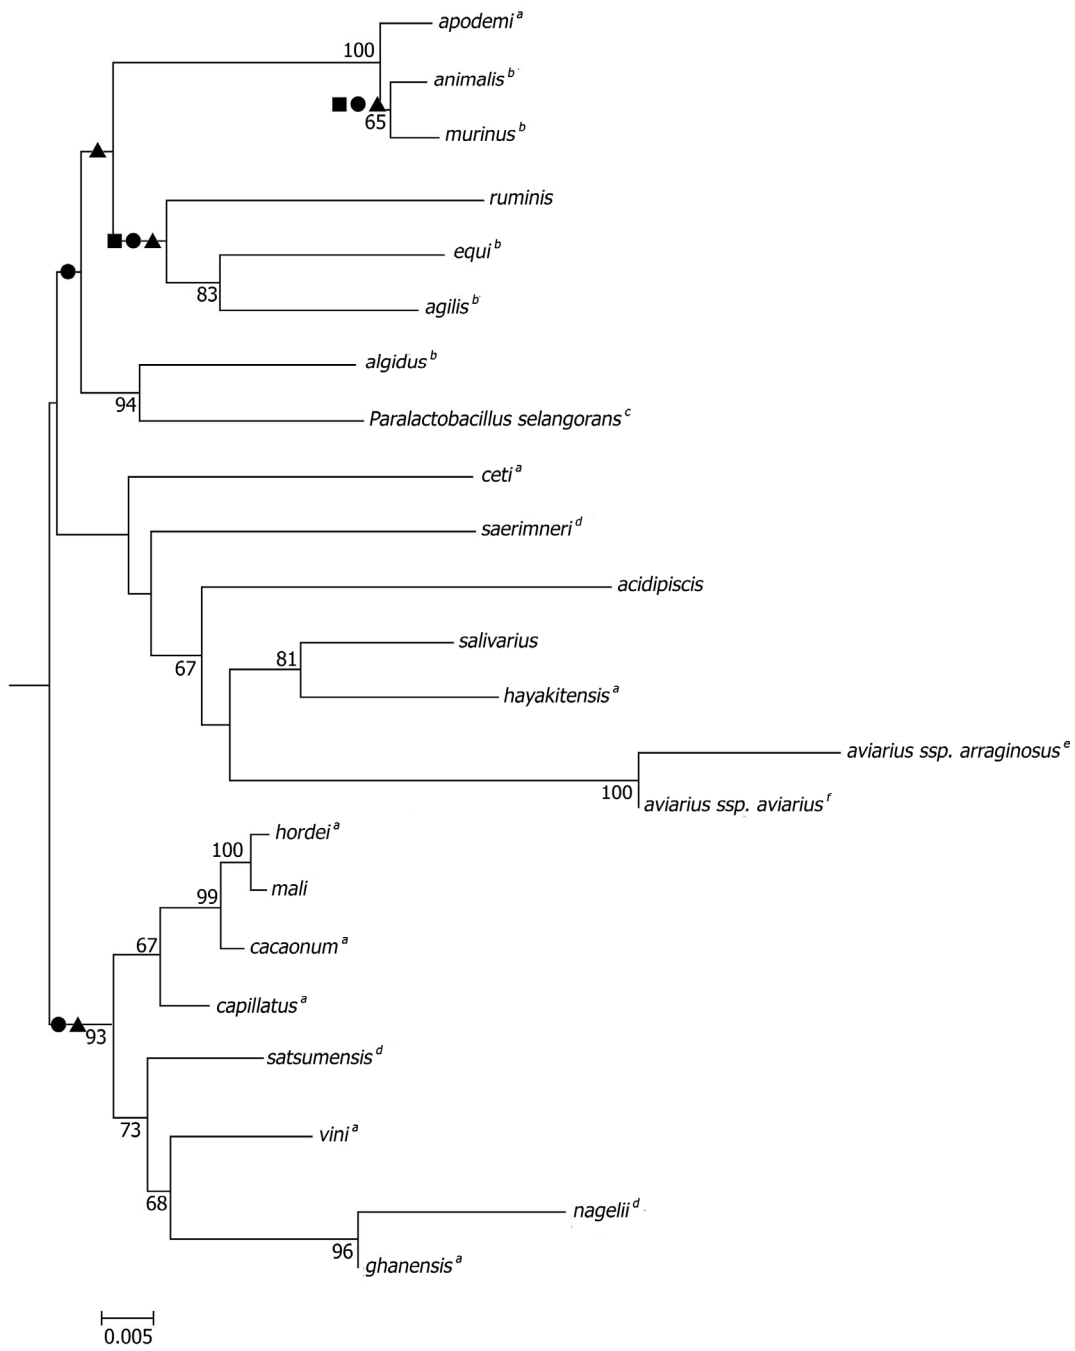 apodemi a
100
animalis b
65
murinus b
ruminis
equi b
83
agilis b
algidus b
94
Paralactobacillus selangorans c
ceti a
saerimneri d
acidipiscis
67
salivarius
81
hayakitensis a
aviarius ssp. arraginosus e
100
aviarius ssp. aviarius f
hordei a
100
mali
99
cacaonum a
67
capillatus a
93
satsumensis d
73
vini a
68
nagelii d
96
ghanensis a
0.005